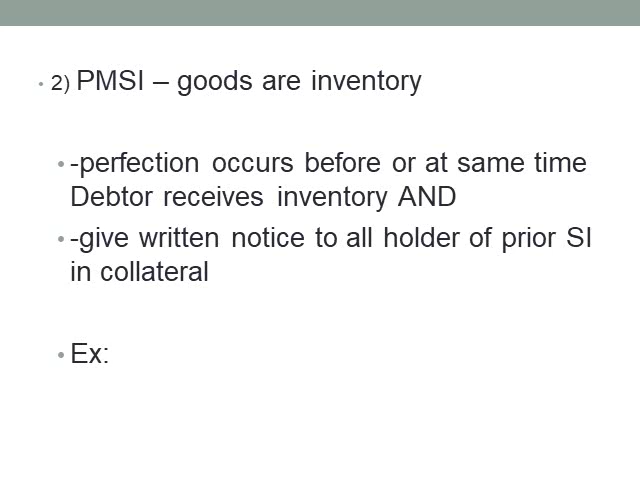 • 2) PMSI – goods are inventory
• -perfection occurs before or at same time
Debtor receives inventory AND
• -give written notice to all holder of prior SI
in collateral
• Ex: